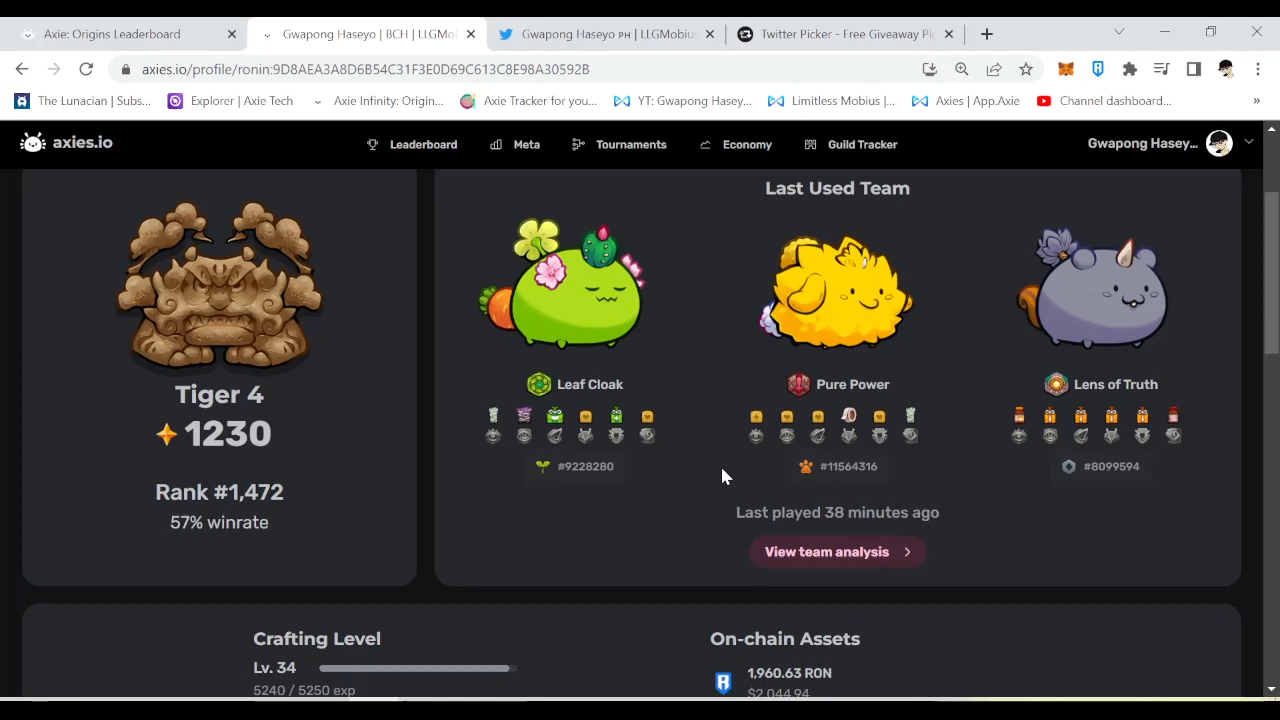 Axie: Origins Leaderboard
Gwapong Haseyo | BCH | LLGMob
Gwapong Haseyo PH | LLGMobius
Twitter Picker - Free Giveaway Pi
axies.io/profile/ronin:9D8AEA3A8D6B54C31F3E0D69C613C8E98A30592B
The Lunacian | Subs...
Explorer | Axie Tech
Axie Infinity: Origin...
Axie Tracker for you...
YT: Gwapong Hasey...
Limitless Mobius |...
Axies | App.Axie
Channel dashboard...
»
axies.io
Leaderboard
Meta
Tournaments
Economy
Guild Tracker
Gwapong Hasey...
Last Used Team
Tiger 4
1230
Rank #1,472
57% winrate
Leaf Cloak
Pure Power
Lens of Truth
#9228280
#11564316
#8099594
Last played 38 minutes ago
View team analysis
Crafting Level
Lv. 34
5240 / 5250 exp
On-chain Assets
1,960.63 RON
$2,044.94